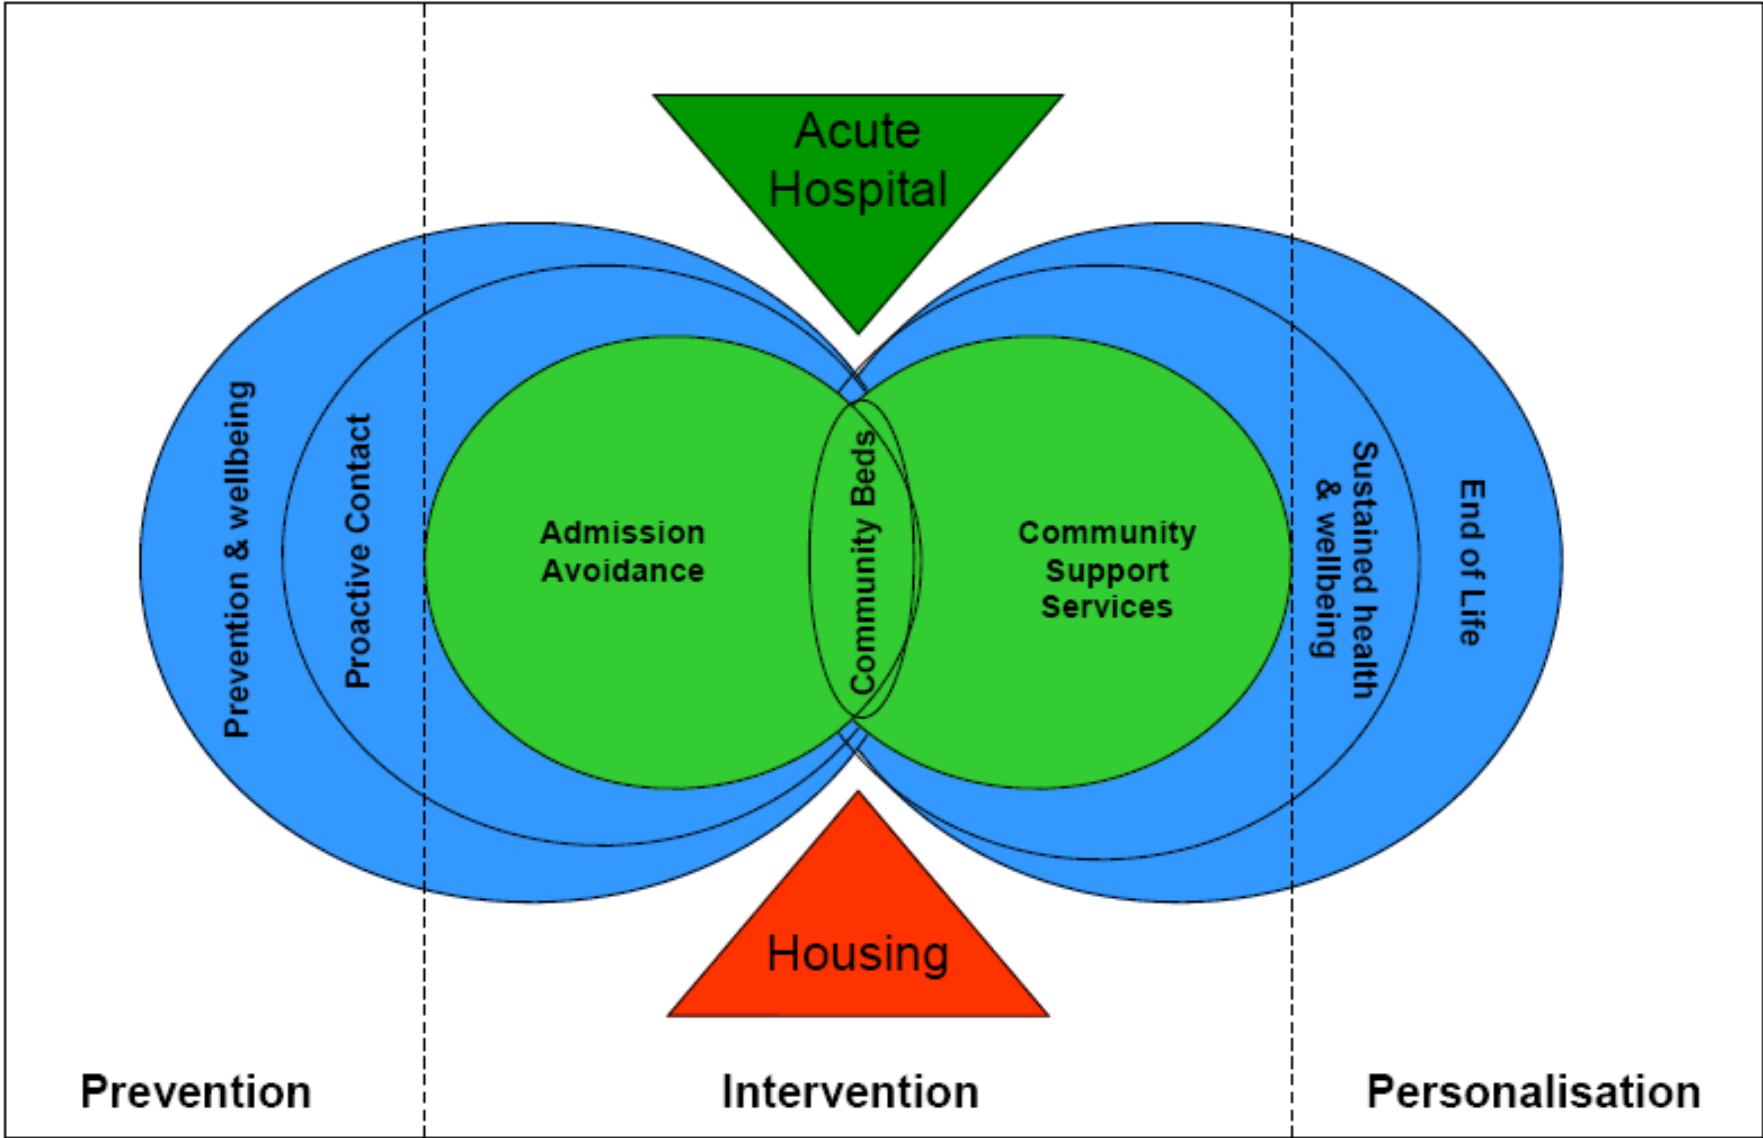 Acute
Hospital
Prevention & wellbeing
Proactive Contact
Admission
Avoidance
Community Beds
Community
Support
Services
Sustained health
& wellbeing
End of Life
Housing
Prevention
Intervention
Personalisation